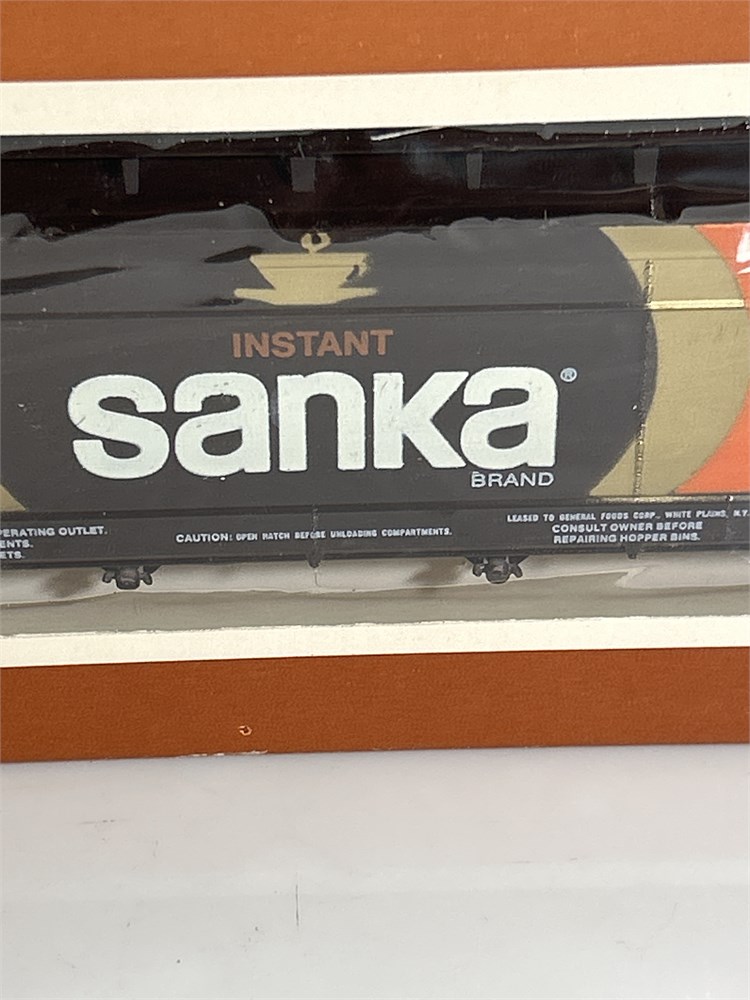 INSTANT
sanka®
BRAND
PERATING OUTLET.
ENTS.
ETS.
CAUTION: OPEN HATCH BEFORE UNLOADING COMPARTMENTS.
LEASED TO GENERAL FOODS CORP. WHITE PLAINS, N.Y.
CONSULT OWNER BEFORE
REPAIRING HOPPER BINS.